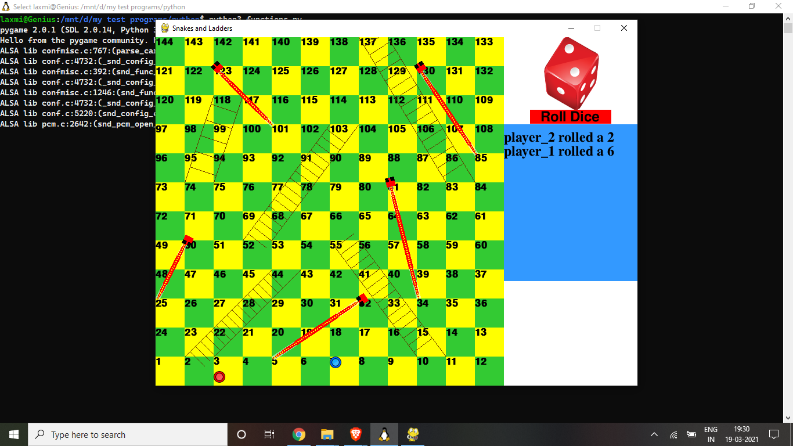 Select laxmi@Genius: /mnt/d/my test programs/python
laxmi@Genius:/mnt/d/my test programs/python$ python3 functions.py
pygame 2.0.1 (SDL 2.0.14, Python
Hello from the pygame community.
ALSA lib confmisc.c:767:(parse_ca
ALSA lib conf.c:4732:(_snd_config
ALSA lib confmisc.c:392:(snd_func
ALSA lib conf.c:4732:(_snd_config
ALSA lib confmisc.c:1246:(snd_fu
ALSA lib conf.c:4732:(_snd_config
ALSA lib conf.c:5220:(snd_config_
ALSA lib pcm.c:2642:(snd_pcm_open
Snakes and Ladders
144 143 142 141 140 139 138 137 136 135 134 133
121 122 123 124 125 126 127 128 129 130 131 132
120 119 118 117 116 115 114 113 112 111 110 109
97 98 99 100 101 102 103 104 105 106 107 108
96 95 94 93 92 91 90 89 88 87 86 85
73 74 75 76 77 78 79 80 81 82 83 84
72 71 70 69 68 67 66 65 64 63 62 61
49 50 51 52 53 54 55 56 57 58 59 60
48 47 46 45 44 43 42 41 40 39 38 37
25 26 27 28 29 30 31 32 33 34 35 36
24 23 22 21 20 19 18 17 16 15 14 13
1 2 3 4 5 6 8 9 10 11 12
Roll Dice
player_2 rolled a 2
player_1 rolled a 6
Type here to search
ENG
IN
19:30
19-03-2021